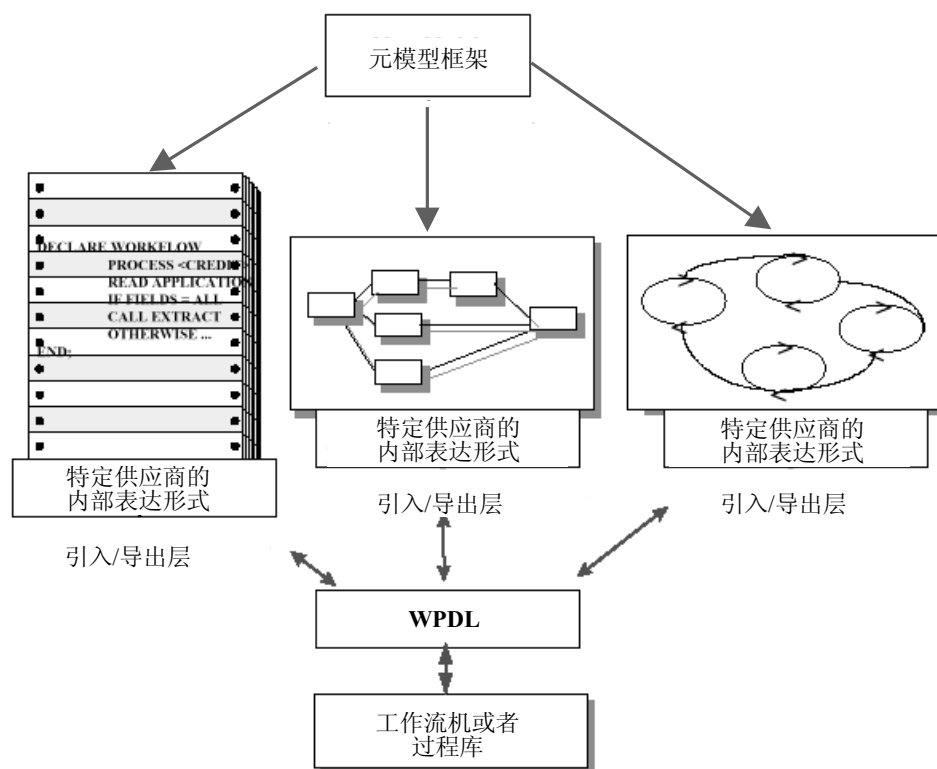 元模型框架
DECLARE WORKFLOW
PROCESS <CREDI
READ APPLICATION
IF FIELDS = ALL
CALL EXTRACT
OTHERWISE ...
END;
特定供应商的
内部表达形式
引入/导出层
特定供应商的
内部表达形式
引入/导出层
特定供应商的
内部表达形式
引入/导出层
WPDL
工作流机或者
过程库